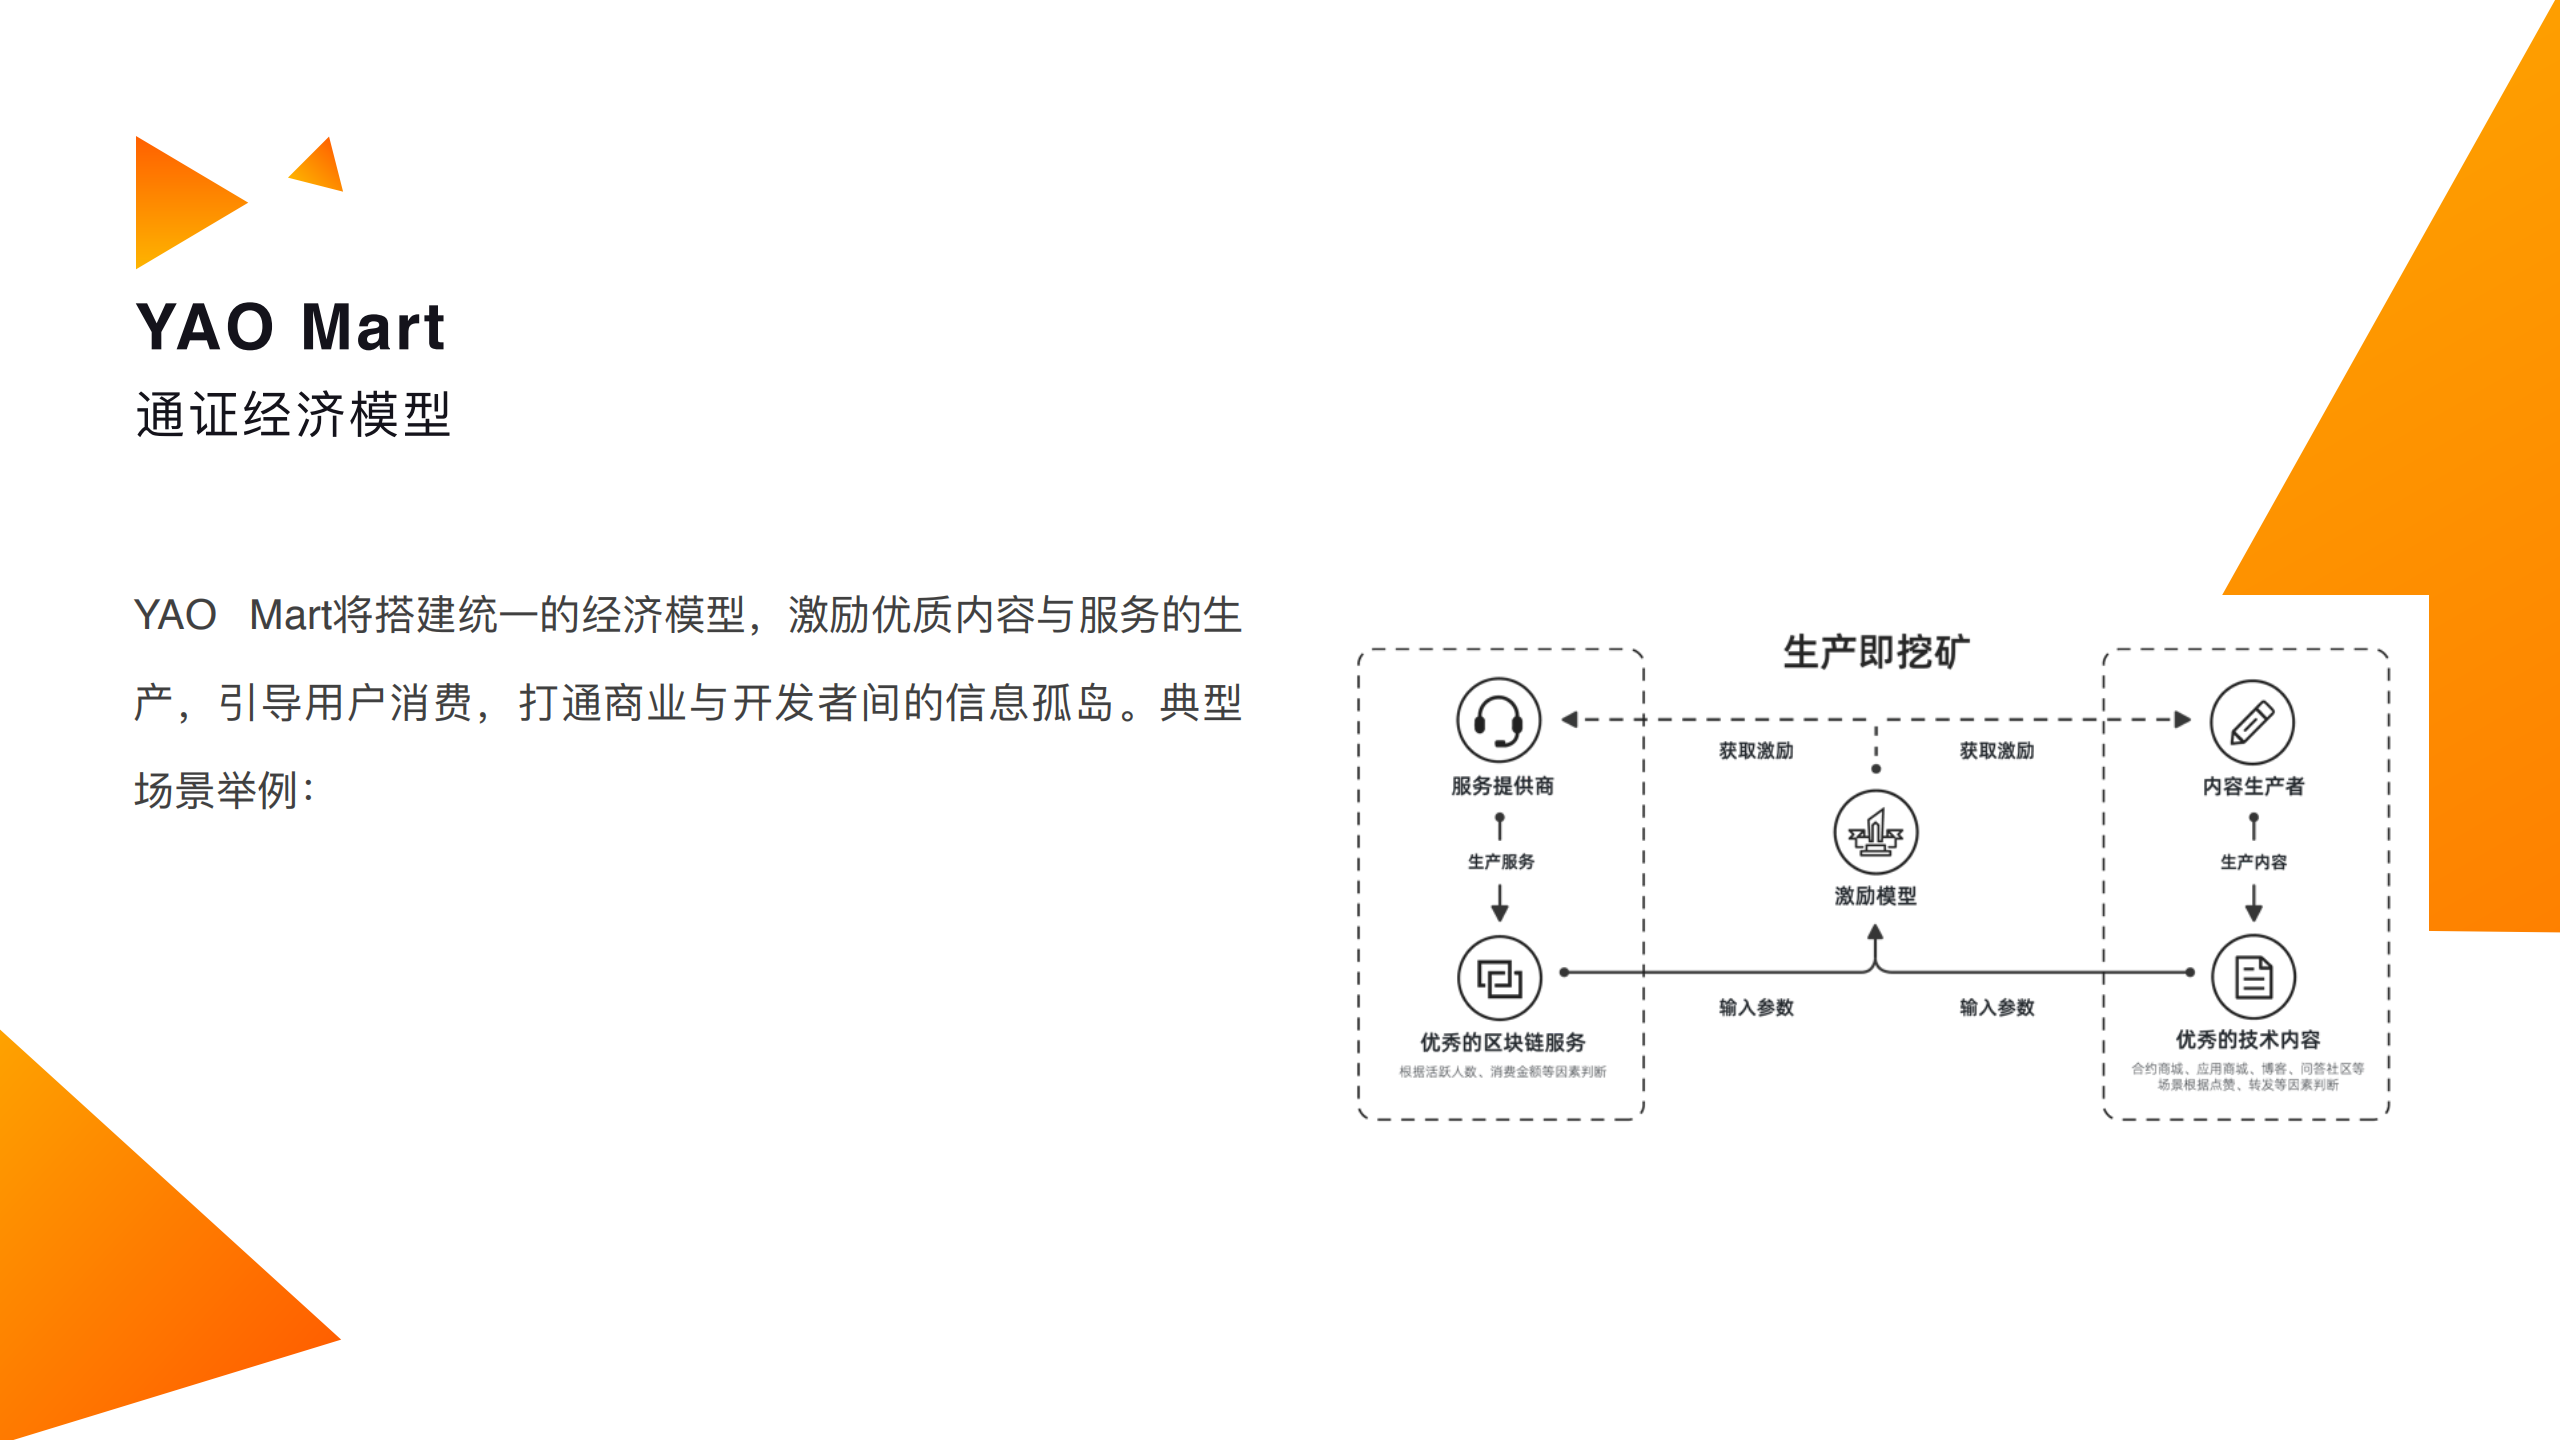 YAO Mart
通证经济模型
YAO Mart将搭建统一的经济模型，激励优质内容与服务的生
产，引导用户消费，打通商业与开发者间的信息孤岛。典型
场景举例：
生产即挖矿
获取激励
获取激励
服务提供商
内容生产者
生产服务
生产内容
激励模型
输入参数
输入参数
优秀的区块链服务
根据活跃人数、消费金额等因素判断
优秀的技术内容
合约商城、应用商城、博客、问答社区等
场景根据点赞、转发等因素判断